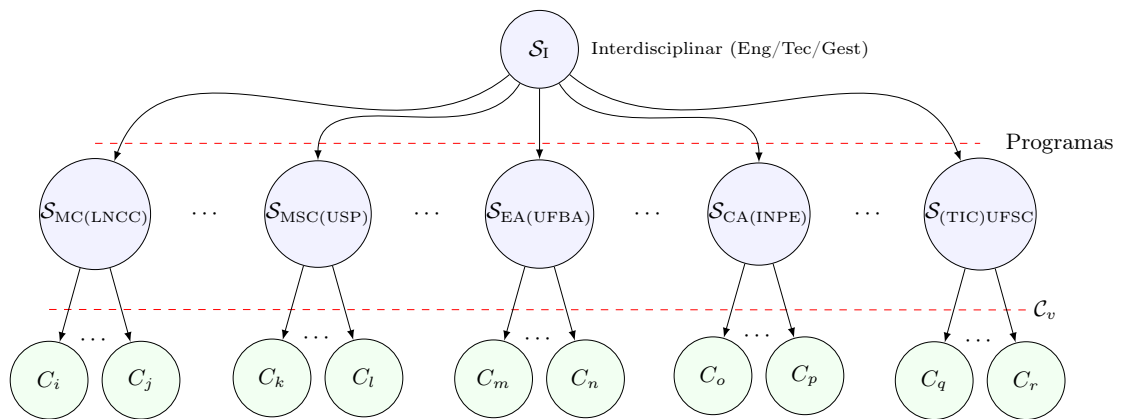 𝒮_I Interdisciplinar (Eng/Tec/Gest)
Programas
𝒮_MC(LNCC) ··· 𝒮_MSC(USP) ··· 𝒮_EA(UFBA) ··· 𝒮_CA(INPE) ··· 𝒮_(TIC)UFSC
𝒞_v
··· ··· ··· ··· ···
C_i C_j C_k C_l C_m C_n C_o C_p C_q C_r